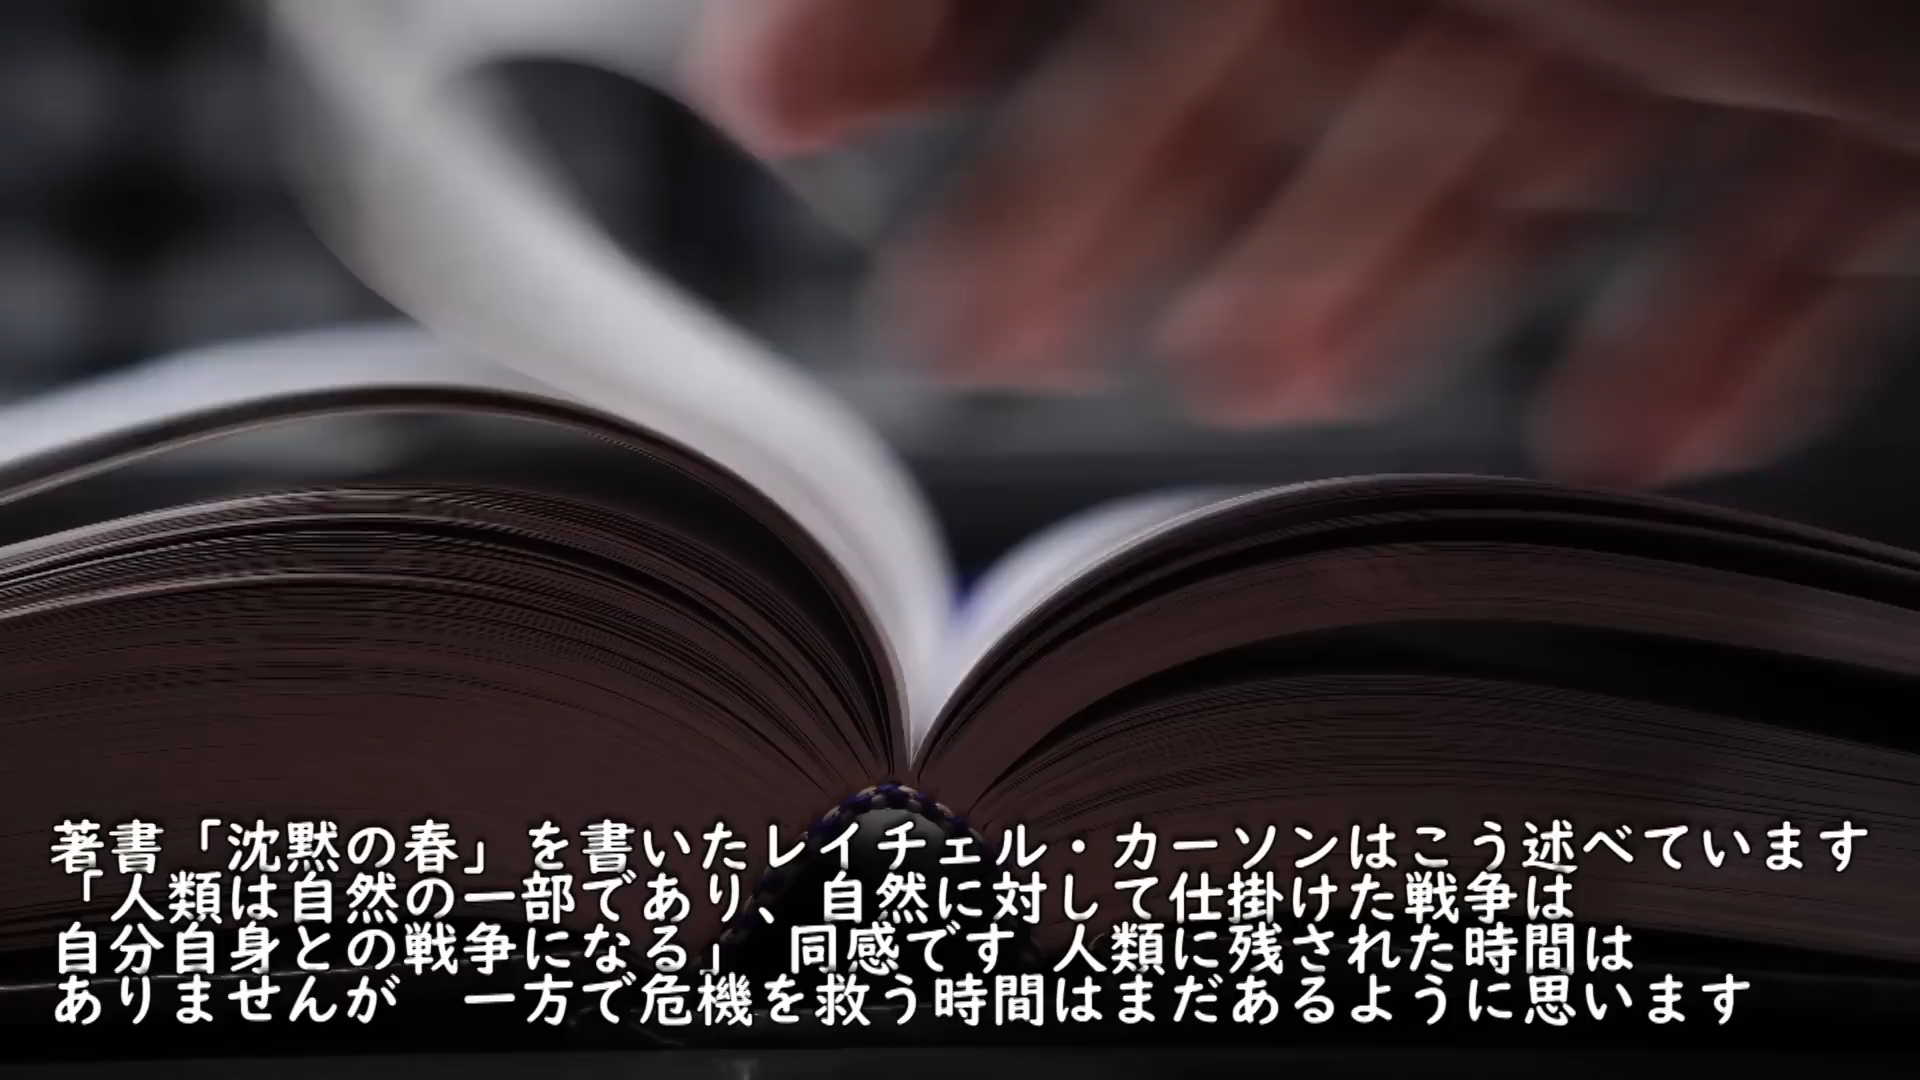 著書「沈黙の春」を書いたレイチェル・カーソンはこう述べています
「人類は自然の一部であり、自然に対して仕掛けた戦争は
自分自身との戦争になる」 同感です 人類に残された時間は
ありませんが 一方で危機を救う時間はまだあるように思います